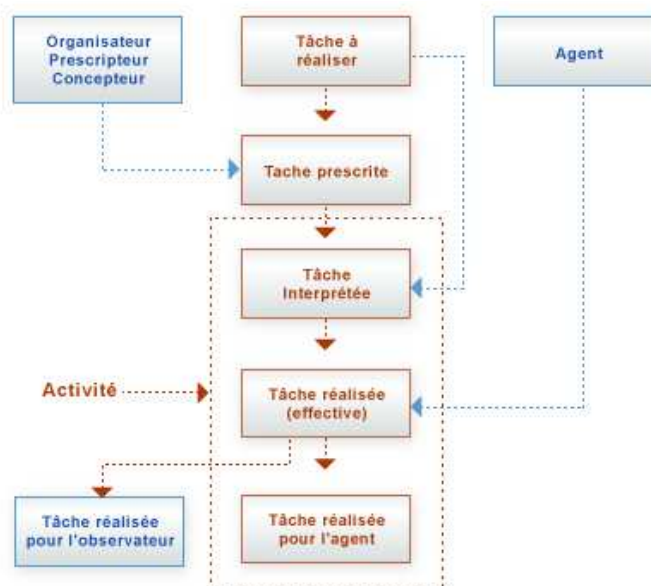 Organisateur
Prescripteur
Concepteur
Tâche à
réaliser
Agent
Tache prescrite
Tâche
Interprétée
Activité
Tâche réalisée
(effective)
Tâche réalisée
pour l'observateur
Tâche réalisée
pour l'agent